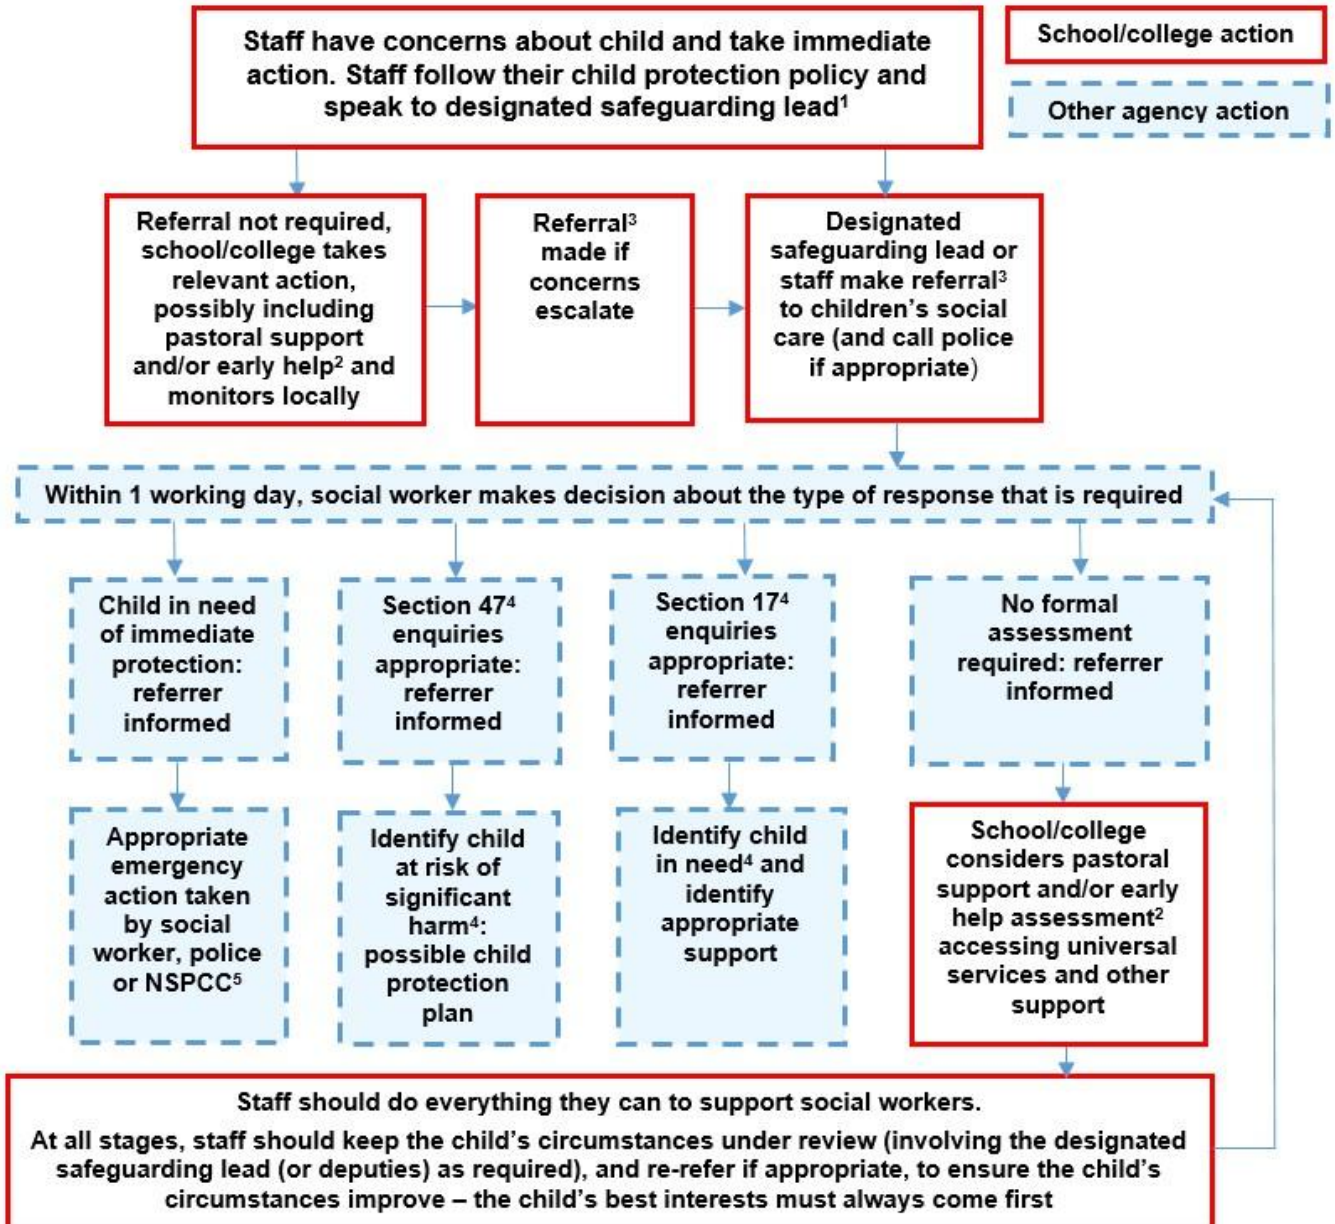 Staff have concerns about child and take immediate
action. Staff follow their child protection policy and
speak to designated safeguarding lead¹
School/college action
Other agency action
Referral not required,
school/college takes
relevant action,
possibly including
pastoral support
and/or early help² and
monitors locally
Referral³
made if
concerns
escalate
Designated
safeguarding lead or
staff make referral³
to children’s social
care (and call police
if appropriate)
Within 1 working day, social worker makes decision about the type of response that is required
Child in need
of immediate
protection:
referrer
informed
Section 47⁴
enquiries
appropriate:
referrer
informed
Section 17⁴
enquiries
appropriate:
referrer
informed
No formal
assessment
required: referrer
informed
Appropriate
emergency
action taken
by social
worker, police
or NSPCC⁵
Identify child
at risk of
significant
harm⁴:
possible child
protection
plan
Identify child
in need⁴ and
identify
appropriate
support
School/college
considers pastoral
support and/or early
help assessment²
accessing universal
services and other
support
Staff should do everything they can to support social workers.
At all stages, staff should keep the child’s circumstances under review (involving the designated
safeguarding lead (or deputies) as required), and re-refer if appropriate, to ensure the child’s
circumstances improve – the child’s best interests must always come first